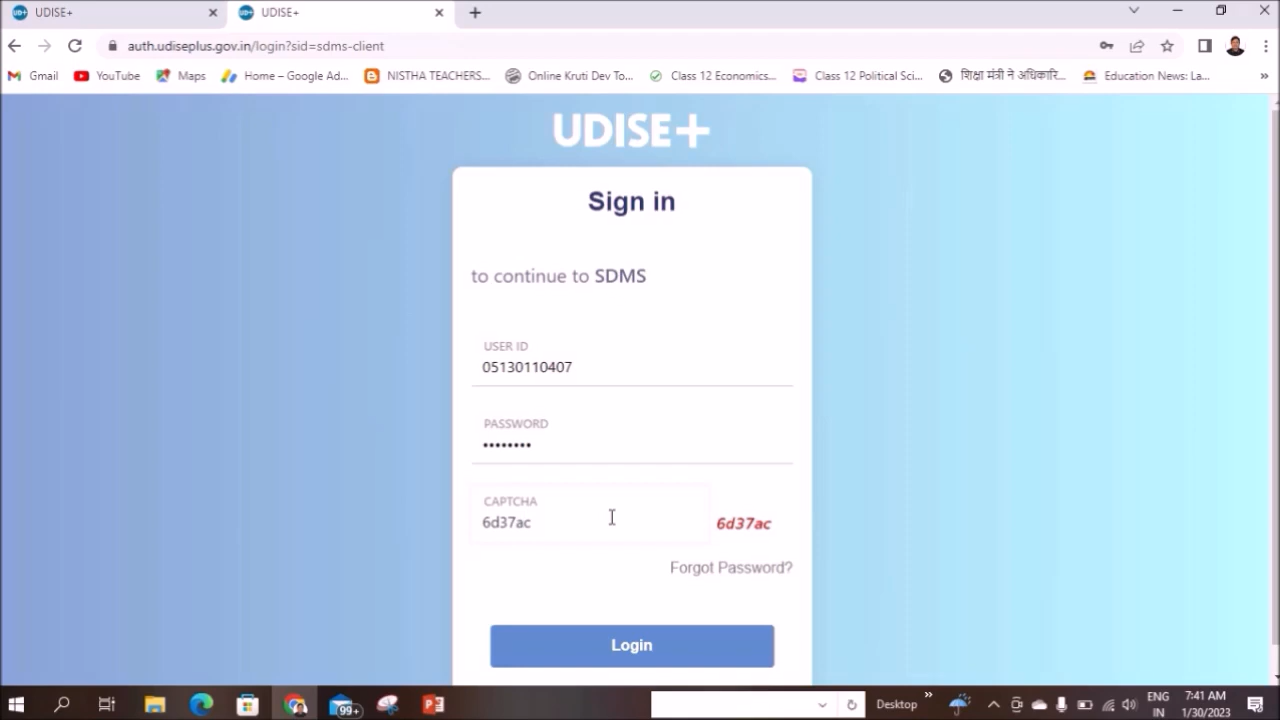 UDISE+
UDISE+
auth.udiseplus.gov.in/login?sid=sdms-client
Gmail
YouTube
Maps
Home – Google Ad...
NISTHA TEACHERS...
Online Kruti Dev To...
Class 12 Economics...
Class 12 Political Sci...
शिक्षा मंत्री ने अधिकारि...
Education News: La...
»
UDISE+
Sign in
to continue to SDMS
USER ID
05130110407
PASSWORD
••••••••
CAPTCHA
6d37ac
6d37ac
Forgot Password?
Login
99+
Desktop
»
ENG
IN
7:41 AM
1/30/2023